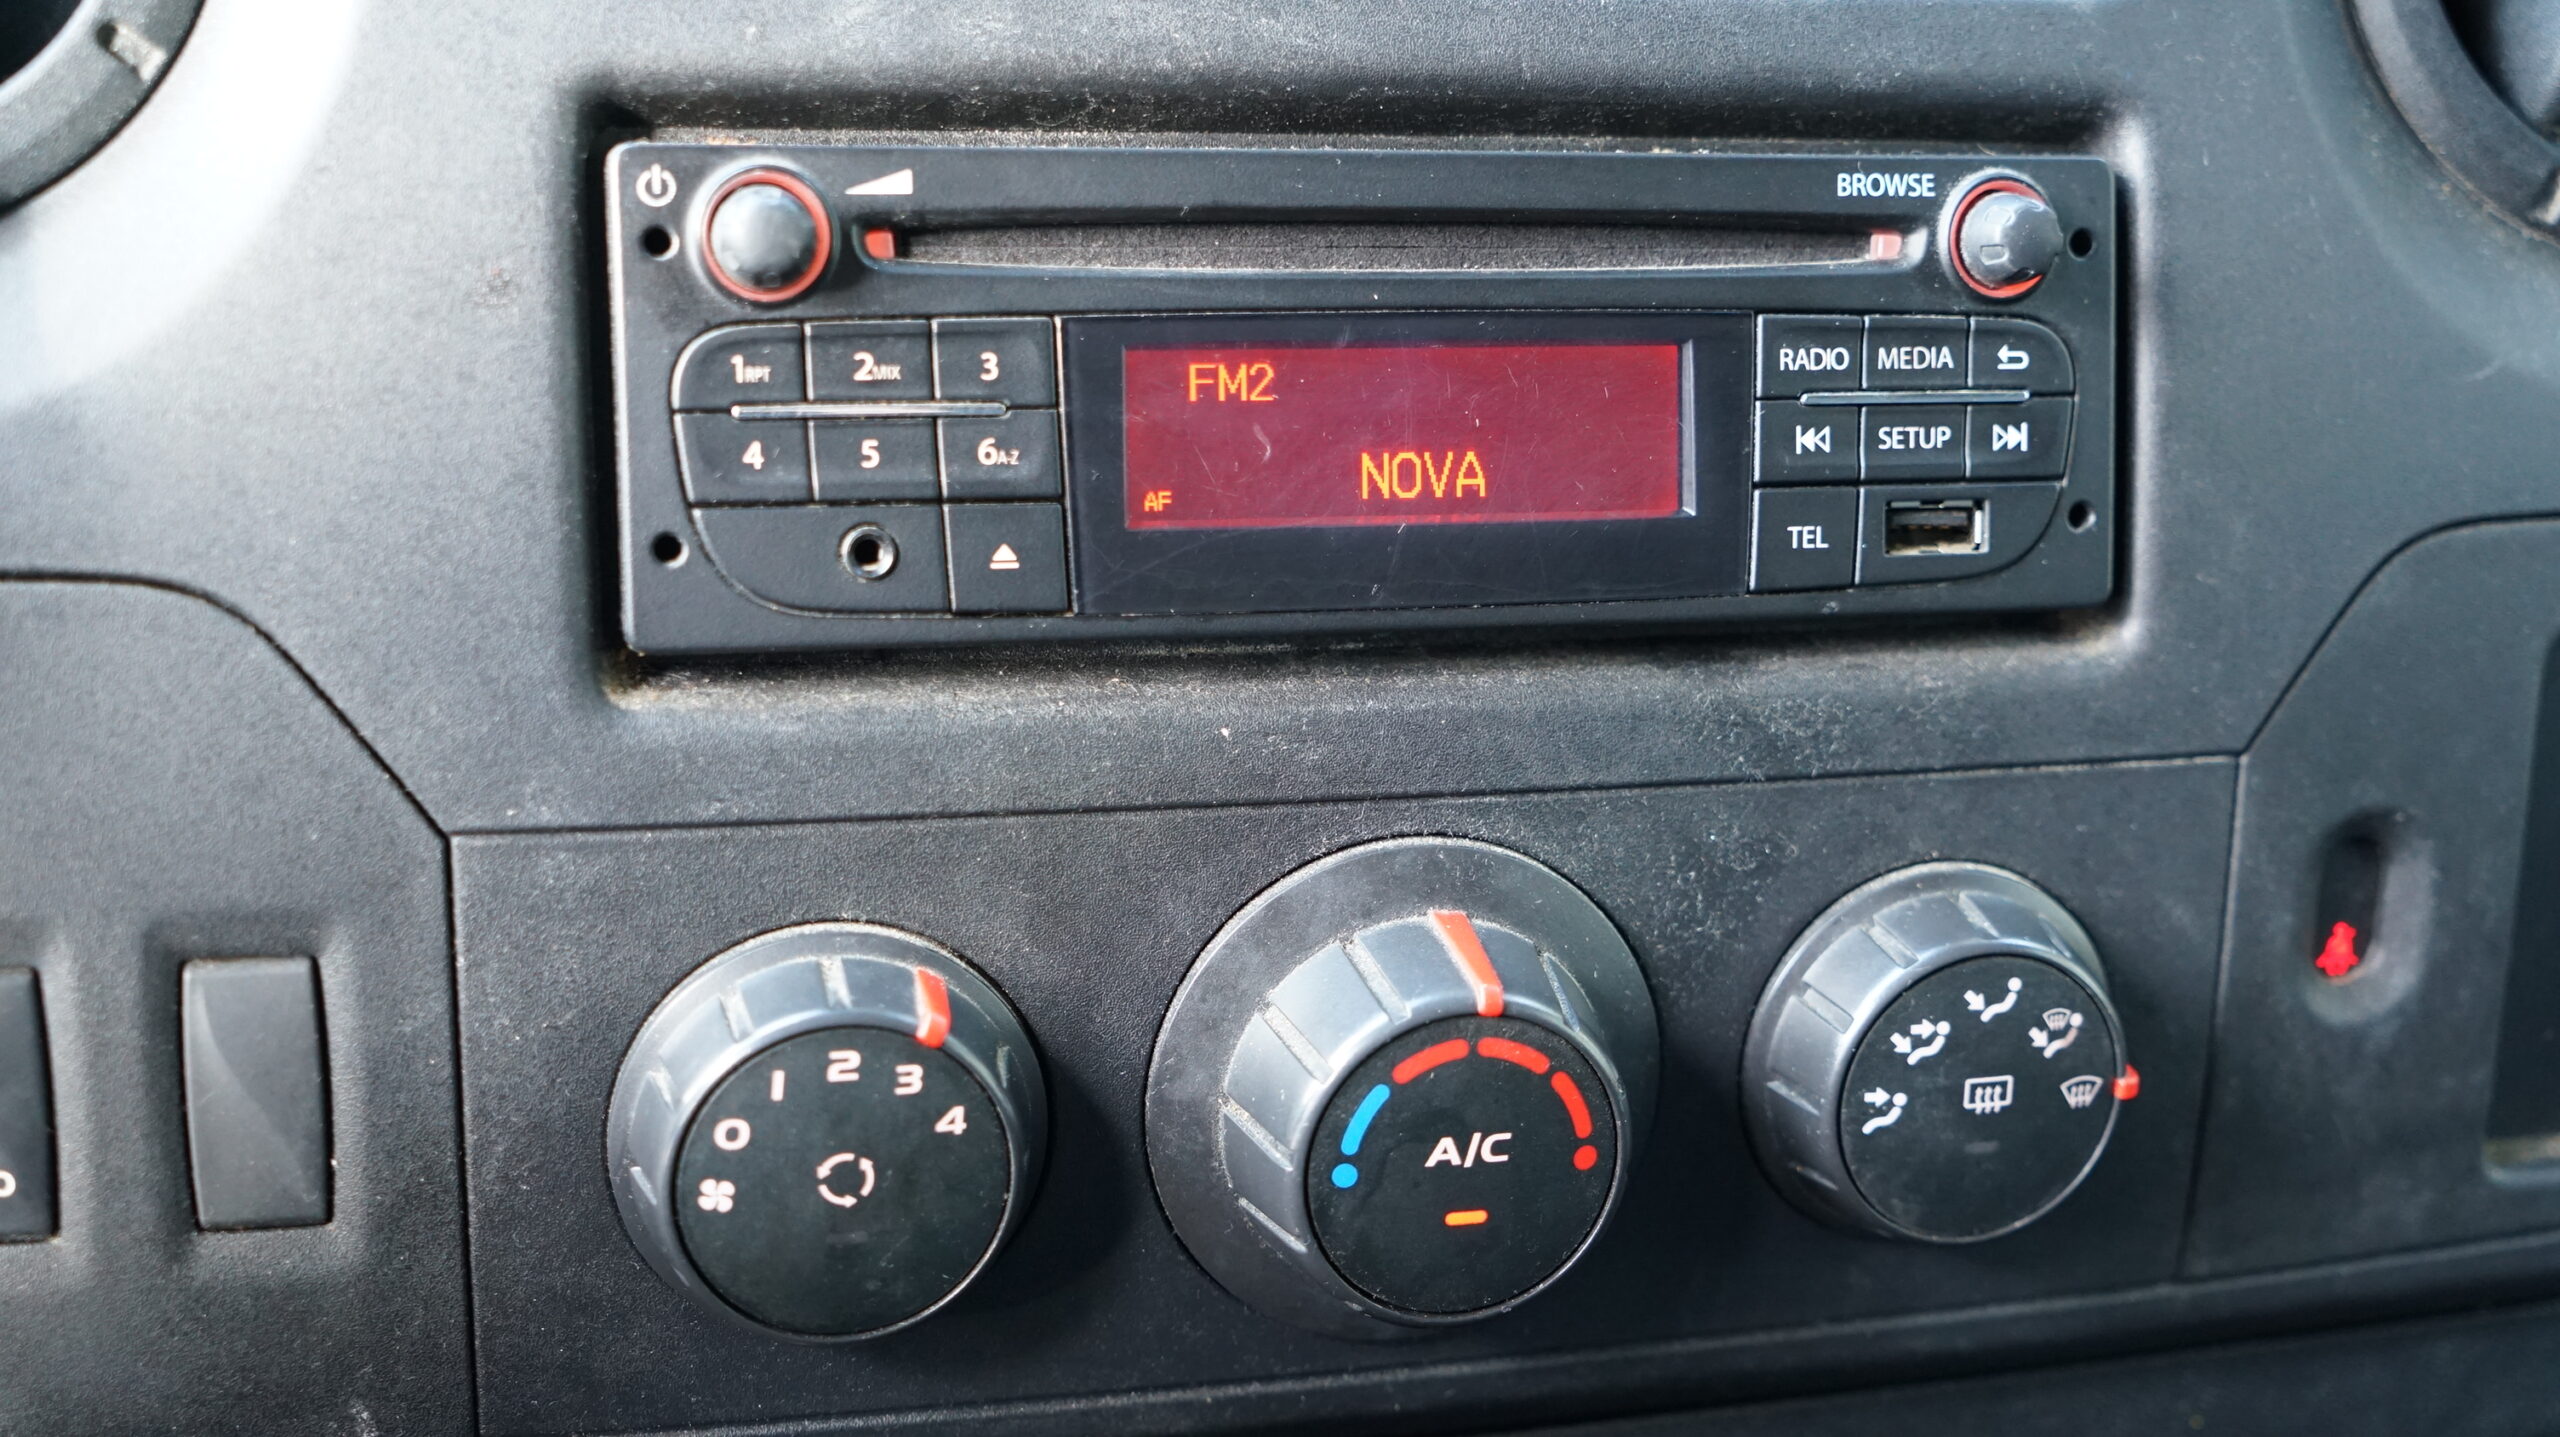 BROWSE
1RPT 2MIX 3
4 5 6A-Z
FM2
NOVA
AF
RADIO MEDIA
SETUP
TEL
0 1 2 3 4
A/C